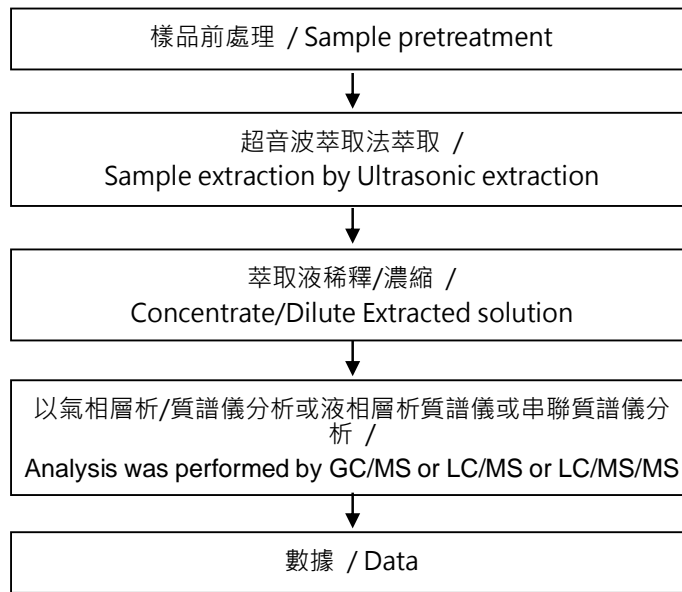 樣品前處理 / Sample pretreatment
超音波萃取法萃取 /
Sample extraction by Ultrasonic extraction
萃取液稀釋/濃縮 /
Concentrate/Dilute Extracted solution
以氣相層析/質譜儀分析或液相層析質譜儀或串聯質譜儀分
析 /
Analysis was performed by GC/MS or LC/MS or LC/MS/MS
數據 / Data